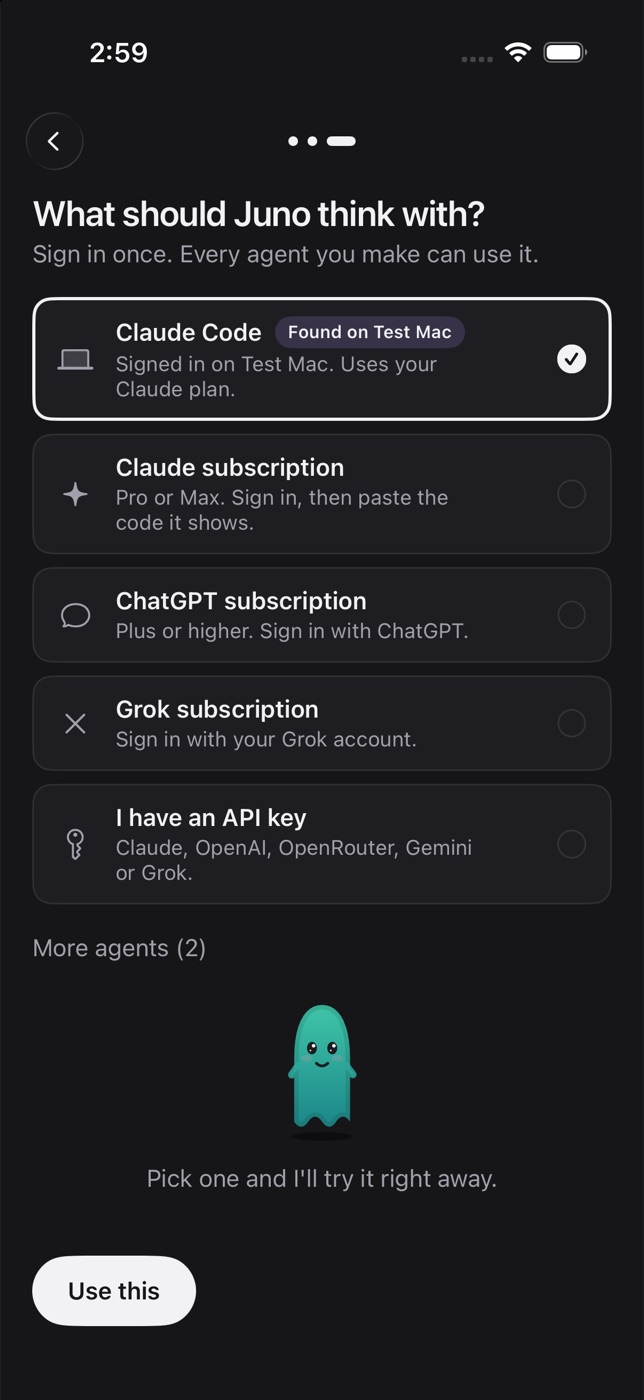 2:59
What should Juno think with?
Sign in once. Every agent you make can use it.
Claude Code Found on Test Mac
Signed in on Test Mac. Uses your
Claude plan.
Claude subscription
Pro or Max. Sign in, then paste the
code it shows.
ChatGPT subscription
Plus or higher. Sign in with ChatGPT.
Grok subscription
Sign in with your Grok account.
I have an API key
Claude, OpenAI, OpenRouter, Gemini
or Grok.
More agents (2)
Pick one and I'll try it right away.
Use this